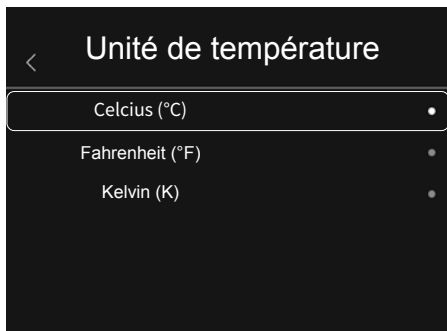 Unité de température
Celcius (°C)
Fahrenheit (°F)
Kelvin (K)